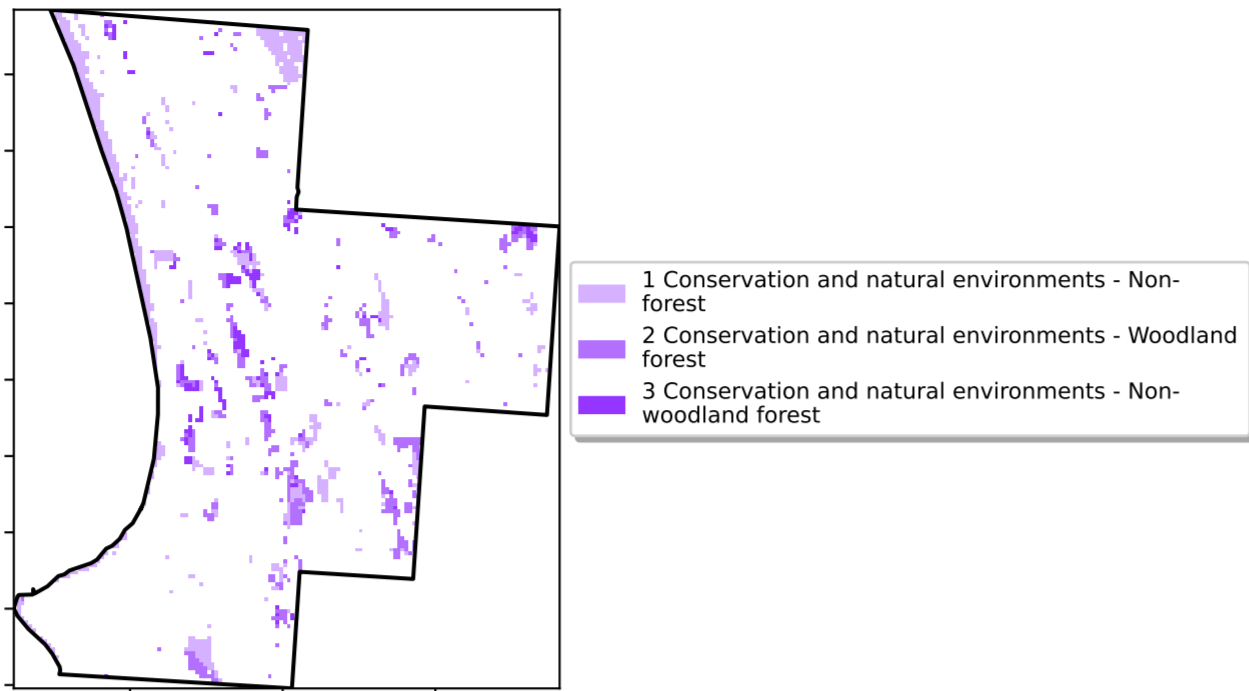 1 Conservation and natural environments - Non-
forest
2 Conservation and natural environments - Woodland
forest
3 Conservation and natural environments - Non-
woodland forest